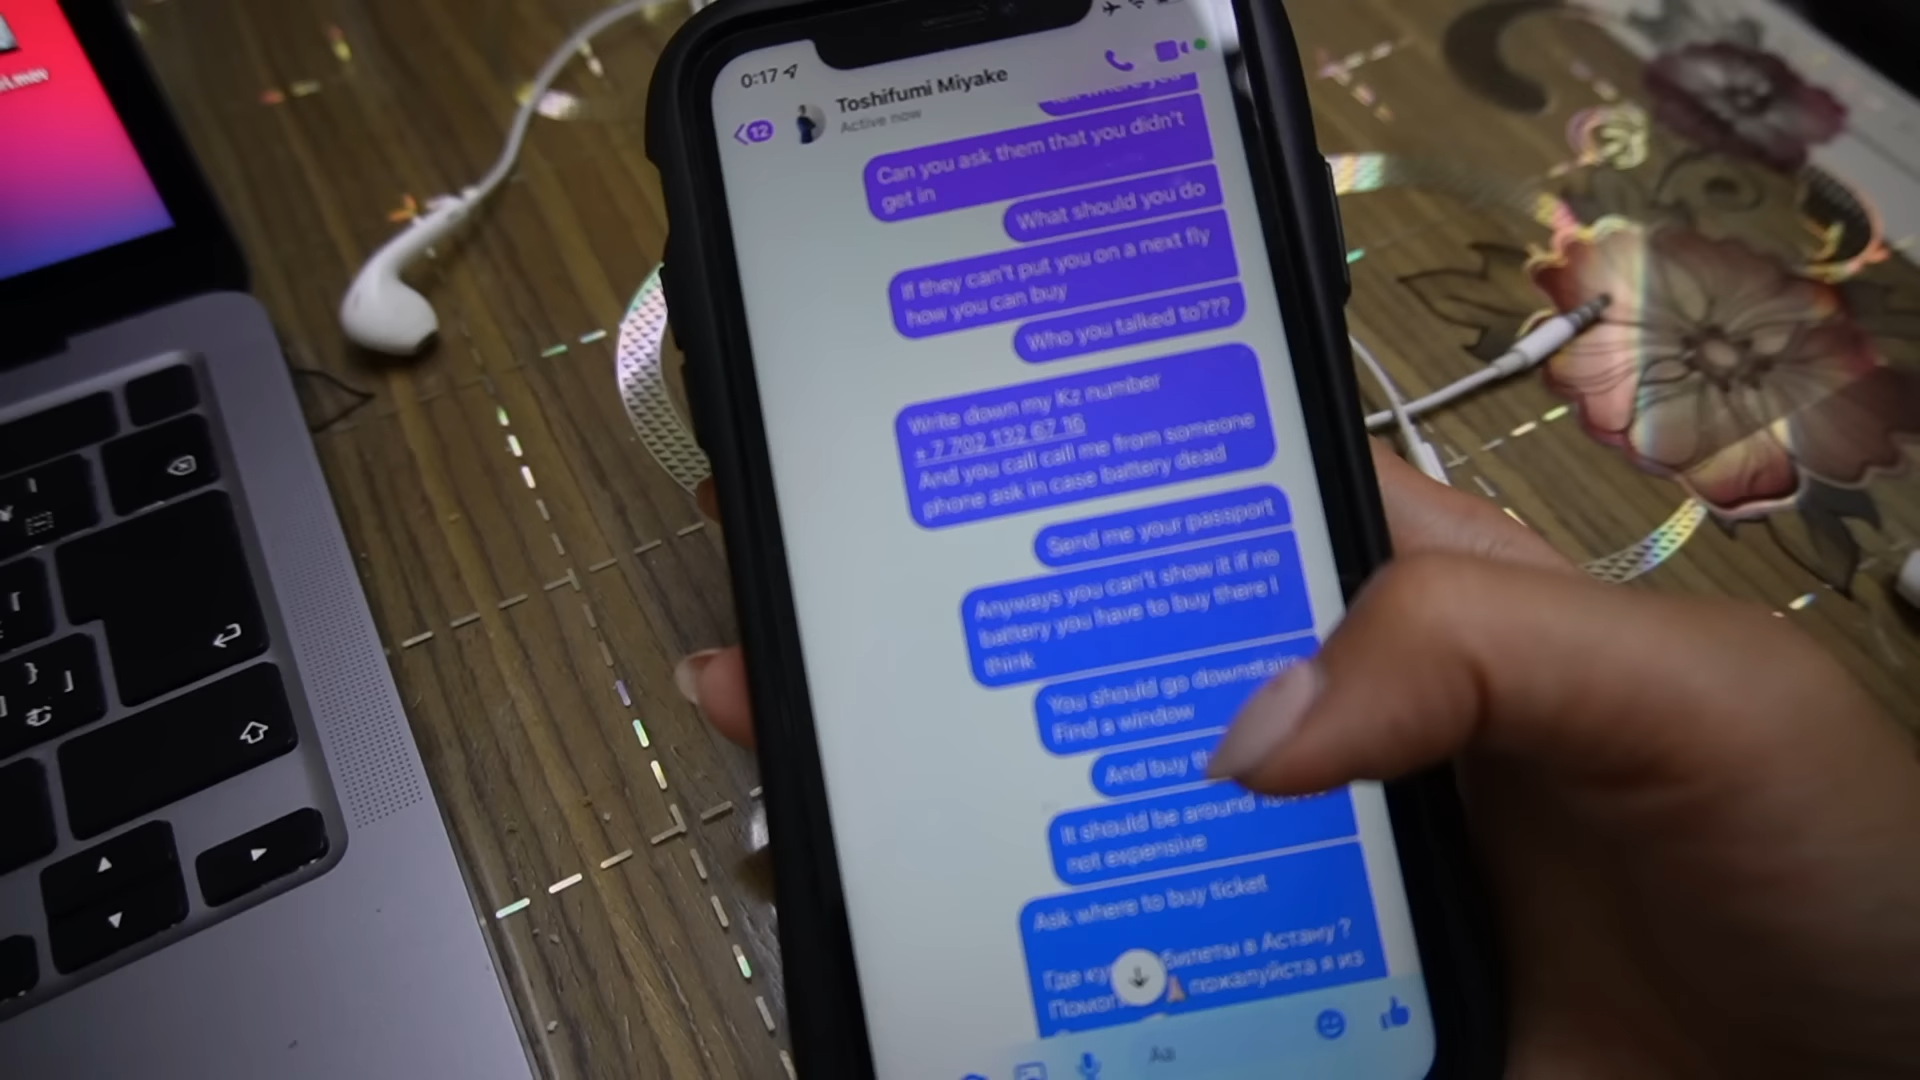 0:17
12
Toshifumi Miyake
Active now
Can you ask them that you didn't
get in
What should you do
If they can't put you on a next fly
how you can buy
Who you talked to???
Write down my Kz number
+ 7 702 132 67 16
And you call call me from someone
phone ask in case battery dead
Send me your passport
Anyways you can't show it if no
battery you have to buy there I
think
You should go downstairs
Find a window
And buy
It should be around
not expensive
Ask where to buy ticket
Где билеты в Астану?
пожалуйста я из
Aa